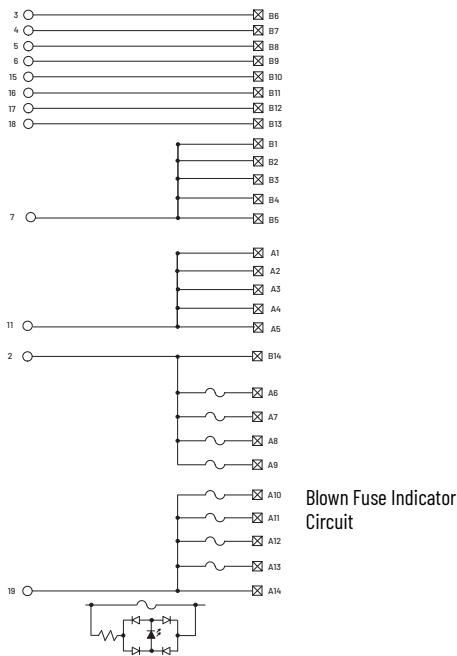 3 B6
4 B7
5 B8
6 B9
15 B10
16 B11
17 B12
18 B13
B1
B2
B3
B4
7 B5
A1
A2
A3
A4
11 A5
2 B14
A6
A7
A8
A9
A10
Blown Fuse Indicator
A11
Circuit
A12
A13
19 A14